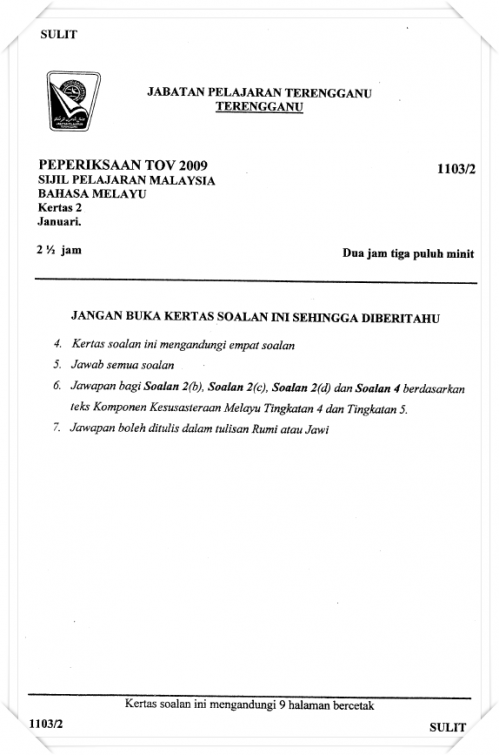 SULIT
JABATAN PELAJARAN TERENGGANU
TERENGGANU
PEPERIKSAAN TOV 2009
1103/2
SIJIL PELAJARAN MALAYSIA
BAHASA MELAYU
Kertas 2
Januari.
2 ½ jam
Dua jam tiga puluh minit
JANGAN BUKA KERTAS SOALAN INI SEHINGGA DIBERITAHU
4. Kertas soalan ini mengandungi empat soalan
5. Jawab semua soalan
6. Jawapan bagi Soalan 2(b), Soalan 2(c), Soalan 2(d) dan Soalan 4 berdasarkan
teks Komponen Kesusasteraan Melayu Tingkatan 4 dan Tingkatan 5.
7. Jawapan boleh ditulis dalam tulisan Rumi atau Jawi
Kertas soalan ini mengandungi 9 halaman bercetak
1103/2
SULIT